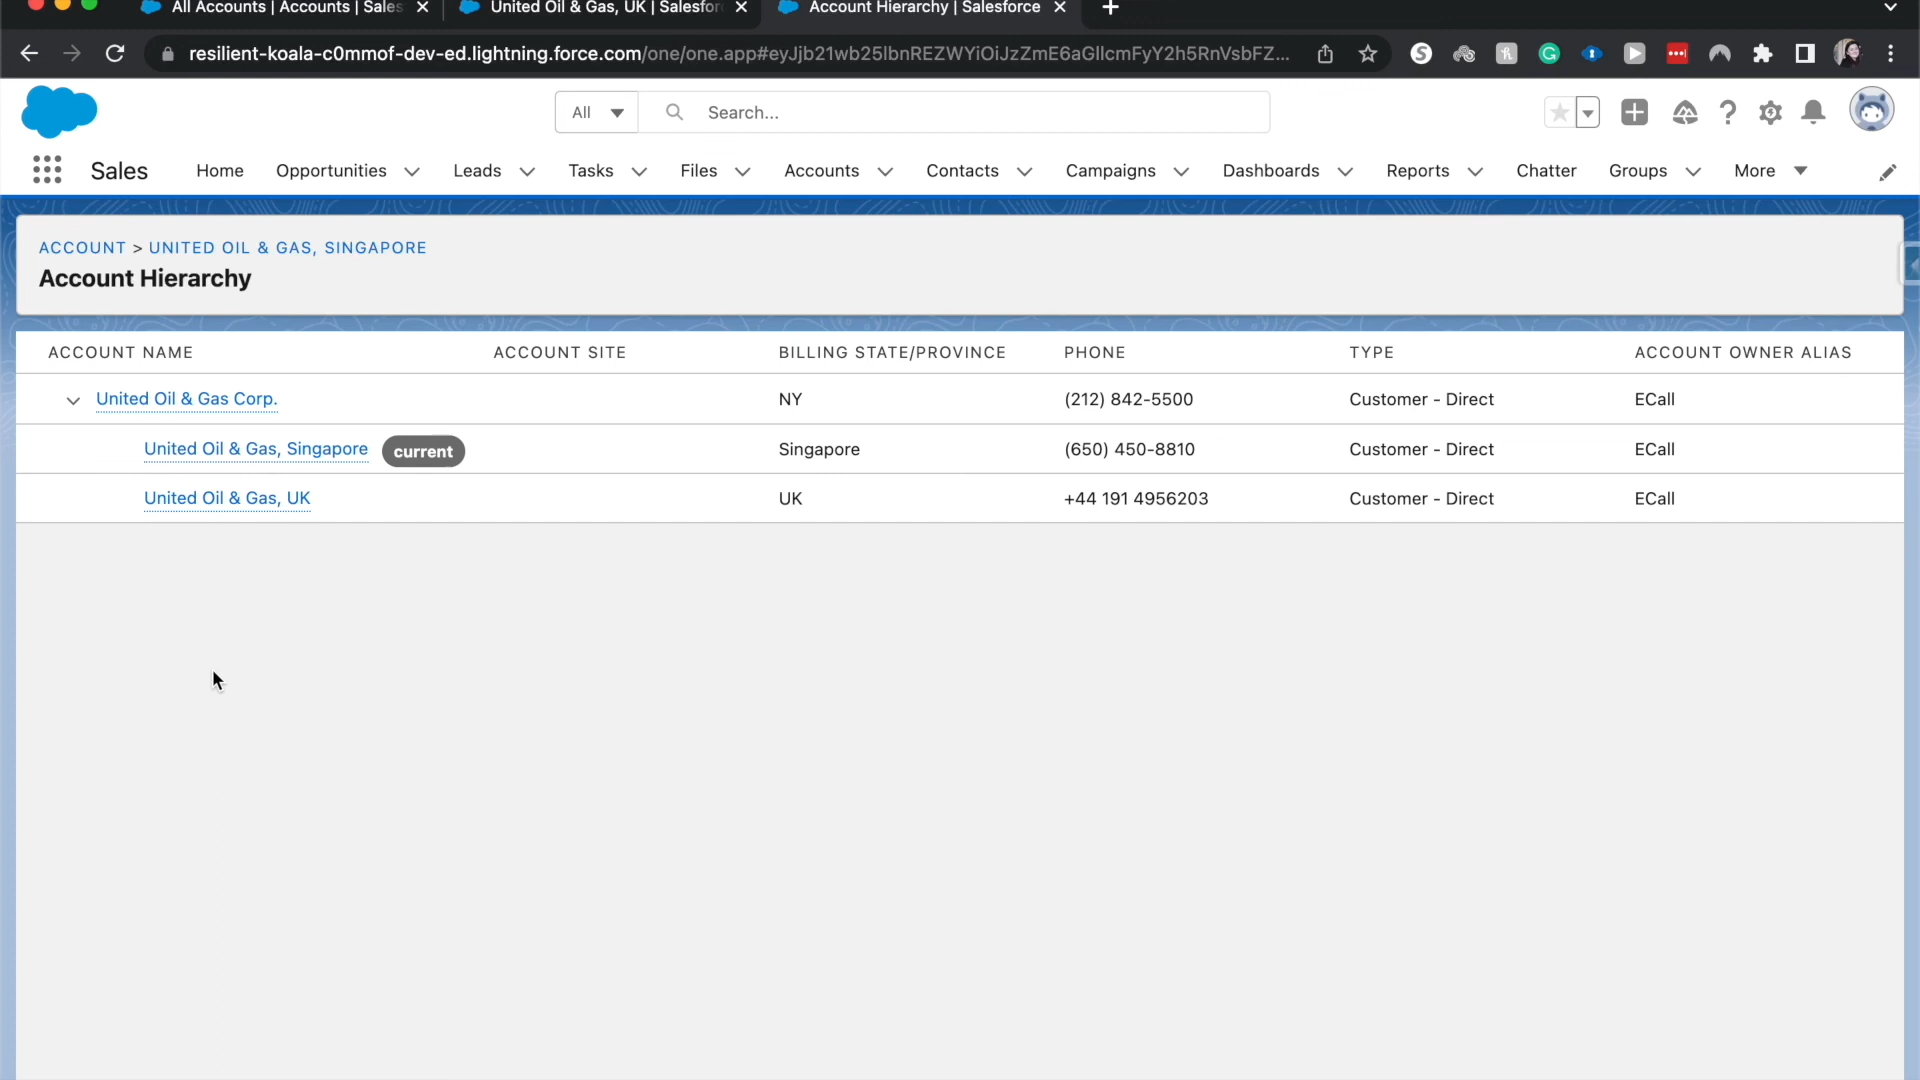 All Accounts | Accounts | Sales
United Oil & Gas, UK | Salesfor
Account Hierarchy | Salesforce
resilient-koala-c0mmof-dev-ed.lightning.force.com/one/one.app#eyJjb21wb25lbnREZWYiOiJzZmE6aGllcmFyY2h5RnVsbFZ...
All
Search...
Sales
Home
Opportunities
Leads
Tasks
Files
Accounts
Contacts
Campaigns
Dashboards
Reports
Chatter
Groups
More
ACCOUNT > UNITED OIL & GAS, SINGAPORE
Account Hierarchy
ACCOUNT NAME ACCOUNT SITE BILLING STATE/PROVINCE PHONE TYPE ACCOUNT OWNER ALIAS
United Oil & Gas Corp. NY (212) 842-5500 Customer - Direct ECall
United Oil & Gas, Singapore current Singapore (650) 450-8810 Customer - Direct ECall
United Oil & Gas, UK UK +44 191 4956203 Customer - Direct ECall